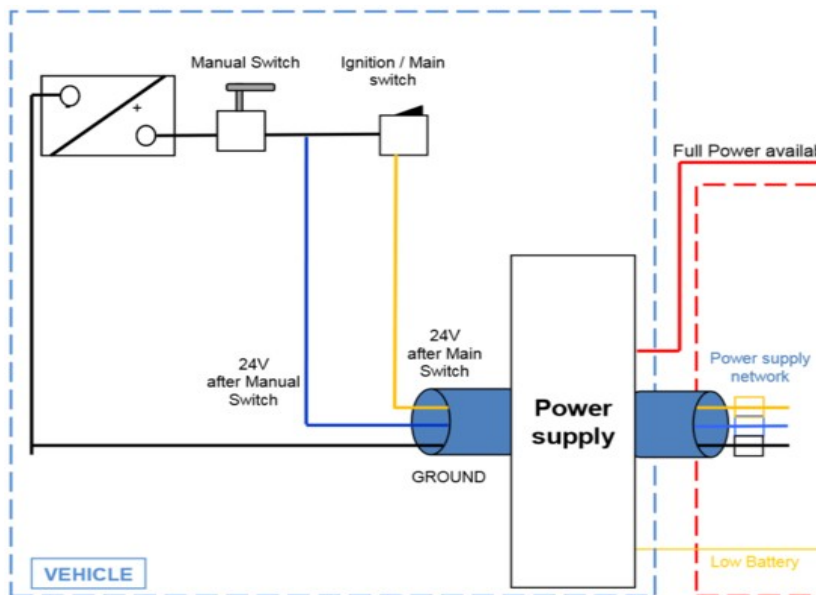 Manual Switch
Ignition / Main
switch
-
+
Full Power availal
24V
after Manual
Switch
24V
after Main
Switch
Power supply
network
Power
supply
GROUND
Low Battery
VEHICLE